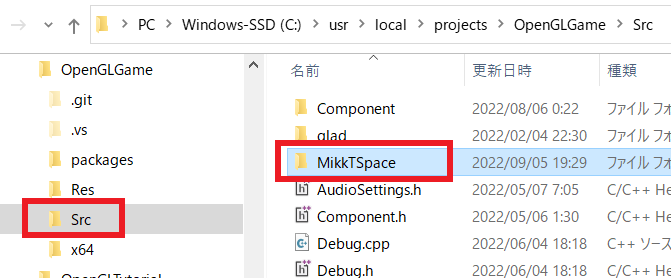 PC > Windows-SSD (C:) > usr > local > projects > OpenGLGame > Src
OpenGLGame
.git
.vs
packages
Res
Src
x64
OpenGLTutorial
名前 更新日時 種類
Component 2022/08/06 0:22 ファイル フォ
glad 2022/02/04 22:30 ファイル フォ
MikkTSpace 2022/09/05 19:29 ファイル フォ
AudioSettings.h 2022/05/07 7:05 C/C++ Head
Component.h 2022/05/06 1:30 C/C++ Head
Debug.cpp 2022/06/04 18:18 C++ ソース
Debug.h 2022/06/04 18:18 C/C++ Head